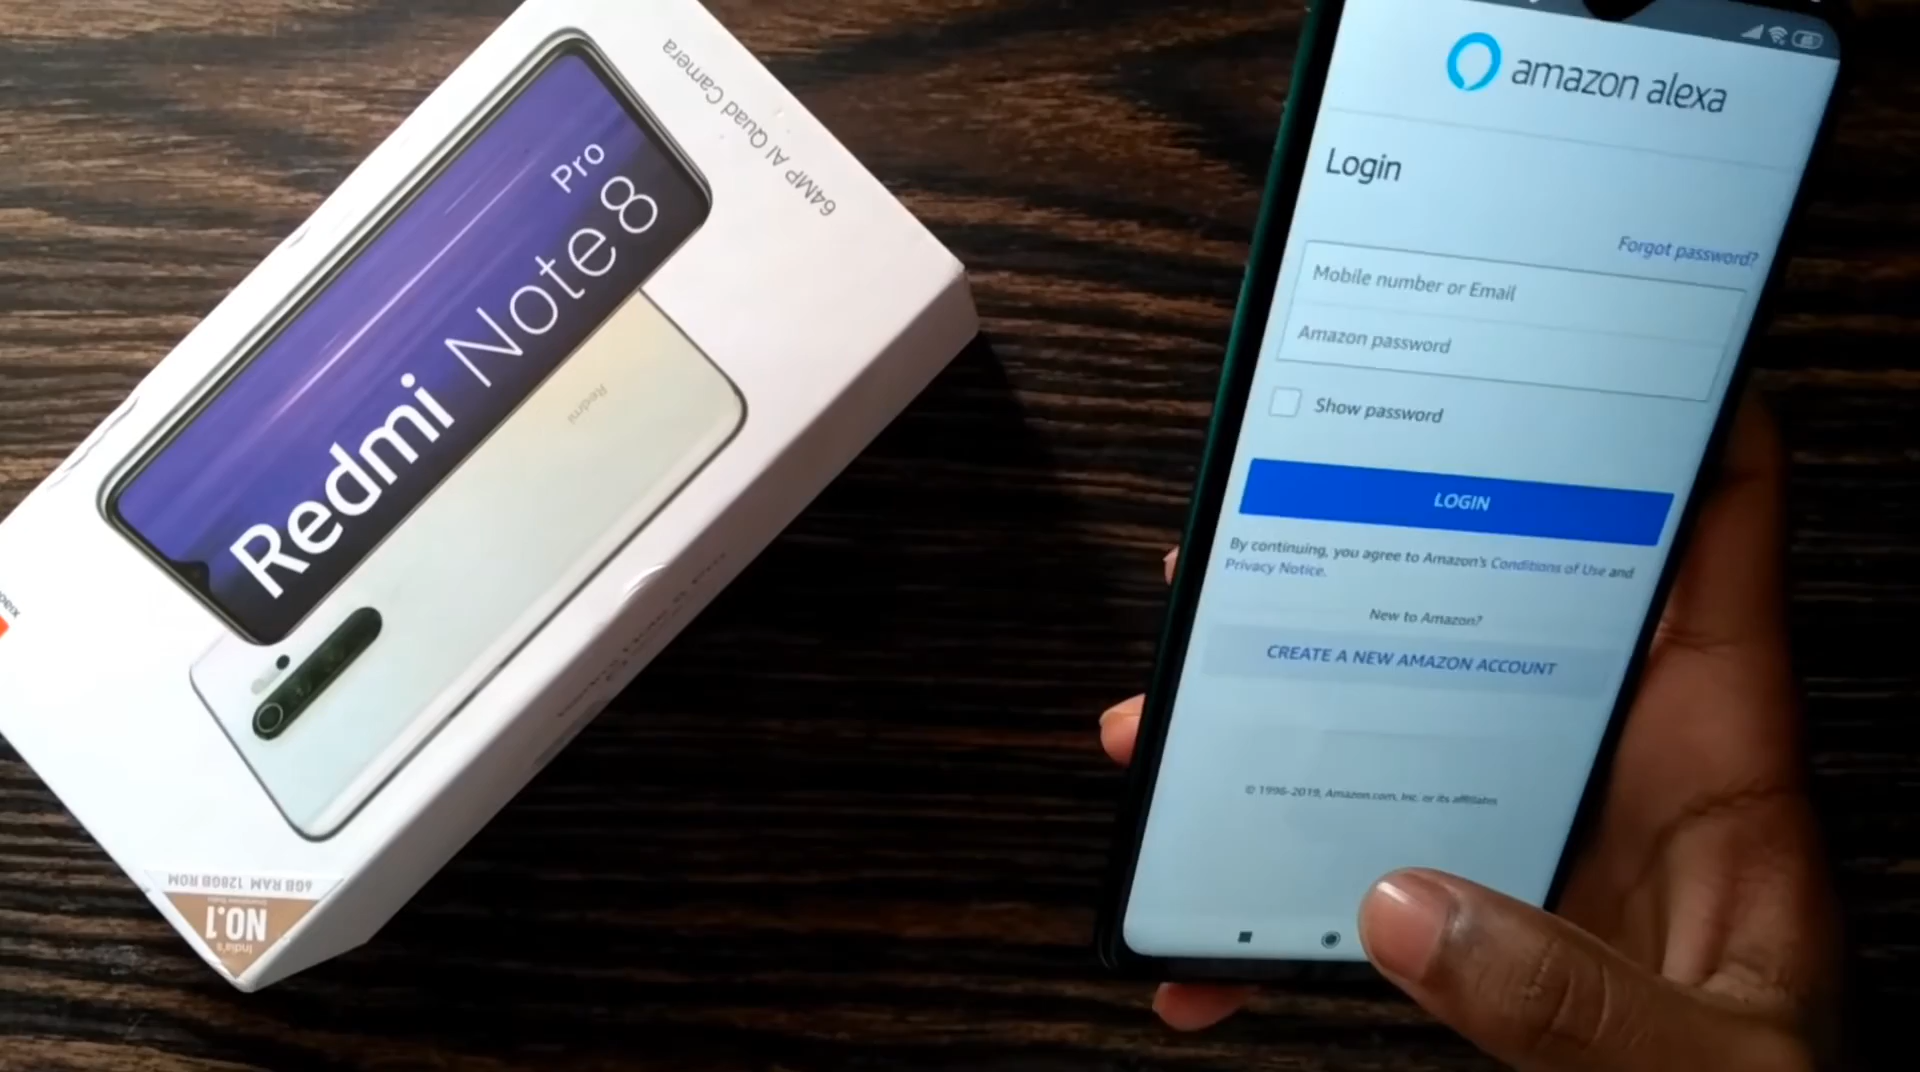 64MP AI Quad Camera
Pro
Redmi Note 8
Redmi
6GB RAM 128GB ROM
India's
NO.1
amazon alexa
Login
Forgot password?
Mobile number or Email
Amazon password
Show password
LOGIN
By continuing, you agree to Amazon's Conditions of Use and
Privacy Notice.
New to Amazon?
CREATE A NEW AMAZON ACCOUNT
© 1996-2019, Amazon.com, Inc. or its affiliates